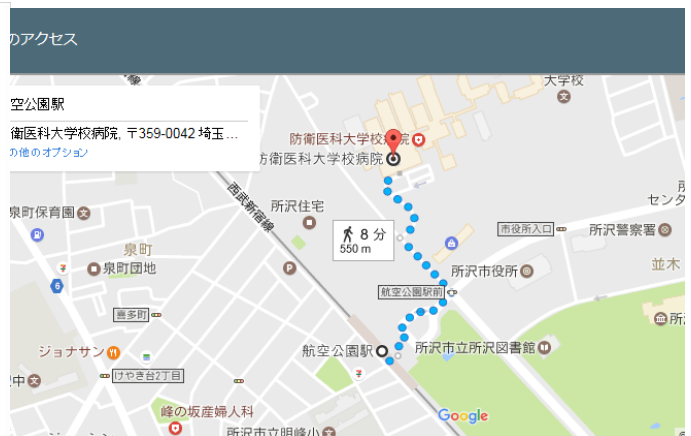 のアクセス
空公園駅
衛医科大学校病院, 〒359-0042 埼玉...
の他のオプション
大学校
防衛医科大学校病院
防衛医科大学校病院
西武新宿線
所沢住宅
泉町保育園
センタ
市役所入口
所沢警察署
8 分
550 m
泉町
泉町団地
P
並木
所沢市役所
航空公園駅前
6
喜多町
所
ジョナサン
航空公園駅
所沢市立所沢図書館
けやき台2丁目
中
峰の坂産婦人科
Google
所沢市立明峰小